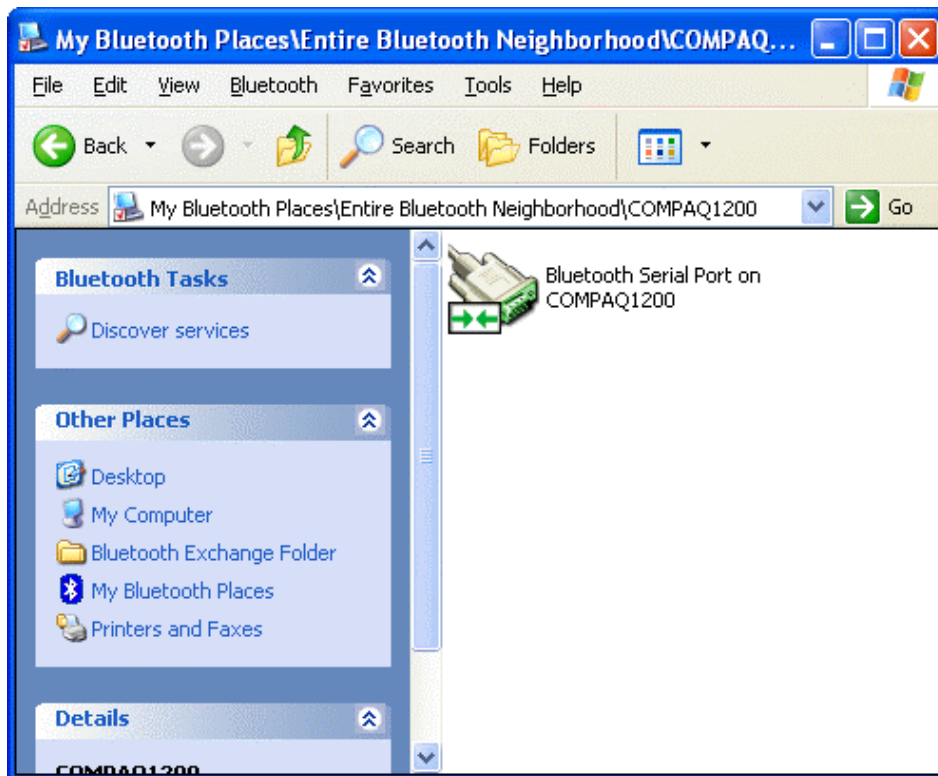 My Bluetooth Places\Entire Bluetooth Neighborhood\COMPAQ...
File Edit View Bluetooth Favorites Tools Help
Back Search Folders
Address My Bluetooth Places\Entire Bluetooth Neighborhood\COMPAQ1200 Go
Bluetooth Tasks
Discover services
Other Places
Desktop
My Computer
Bluetooth Exchange Folder
My Bluetooth Places
Printers and Faxes
Details
COMPAQ1200
Bluetooth Serial Port on
COMPAQ1200